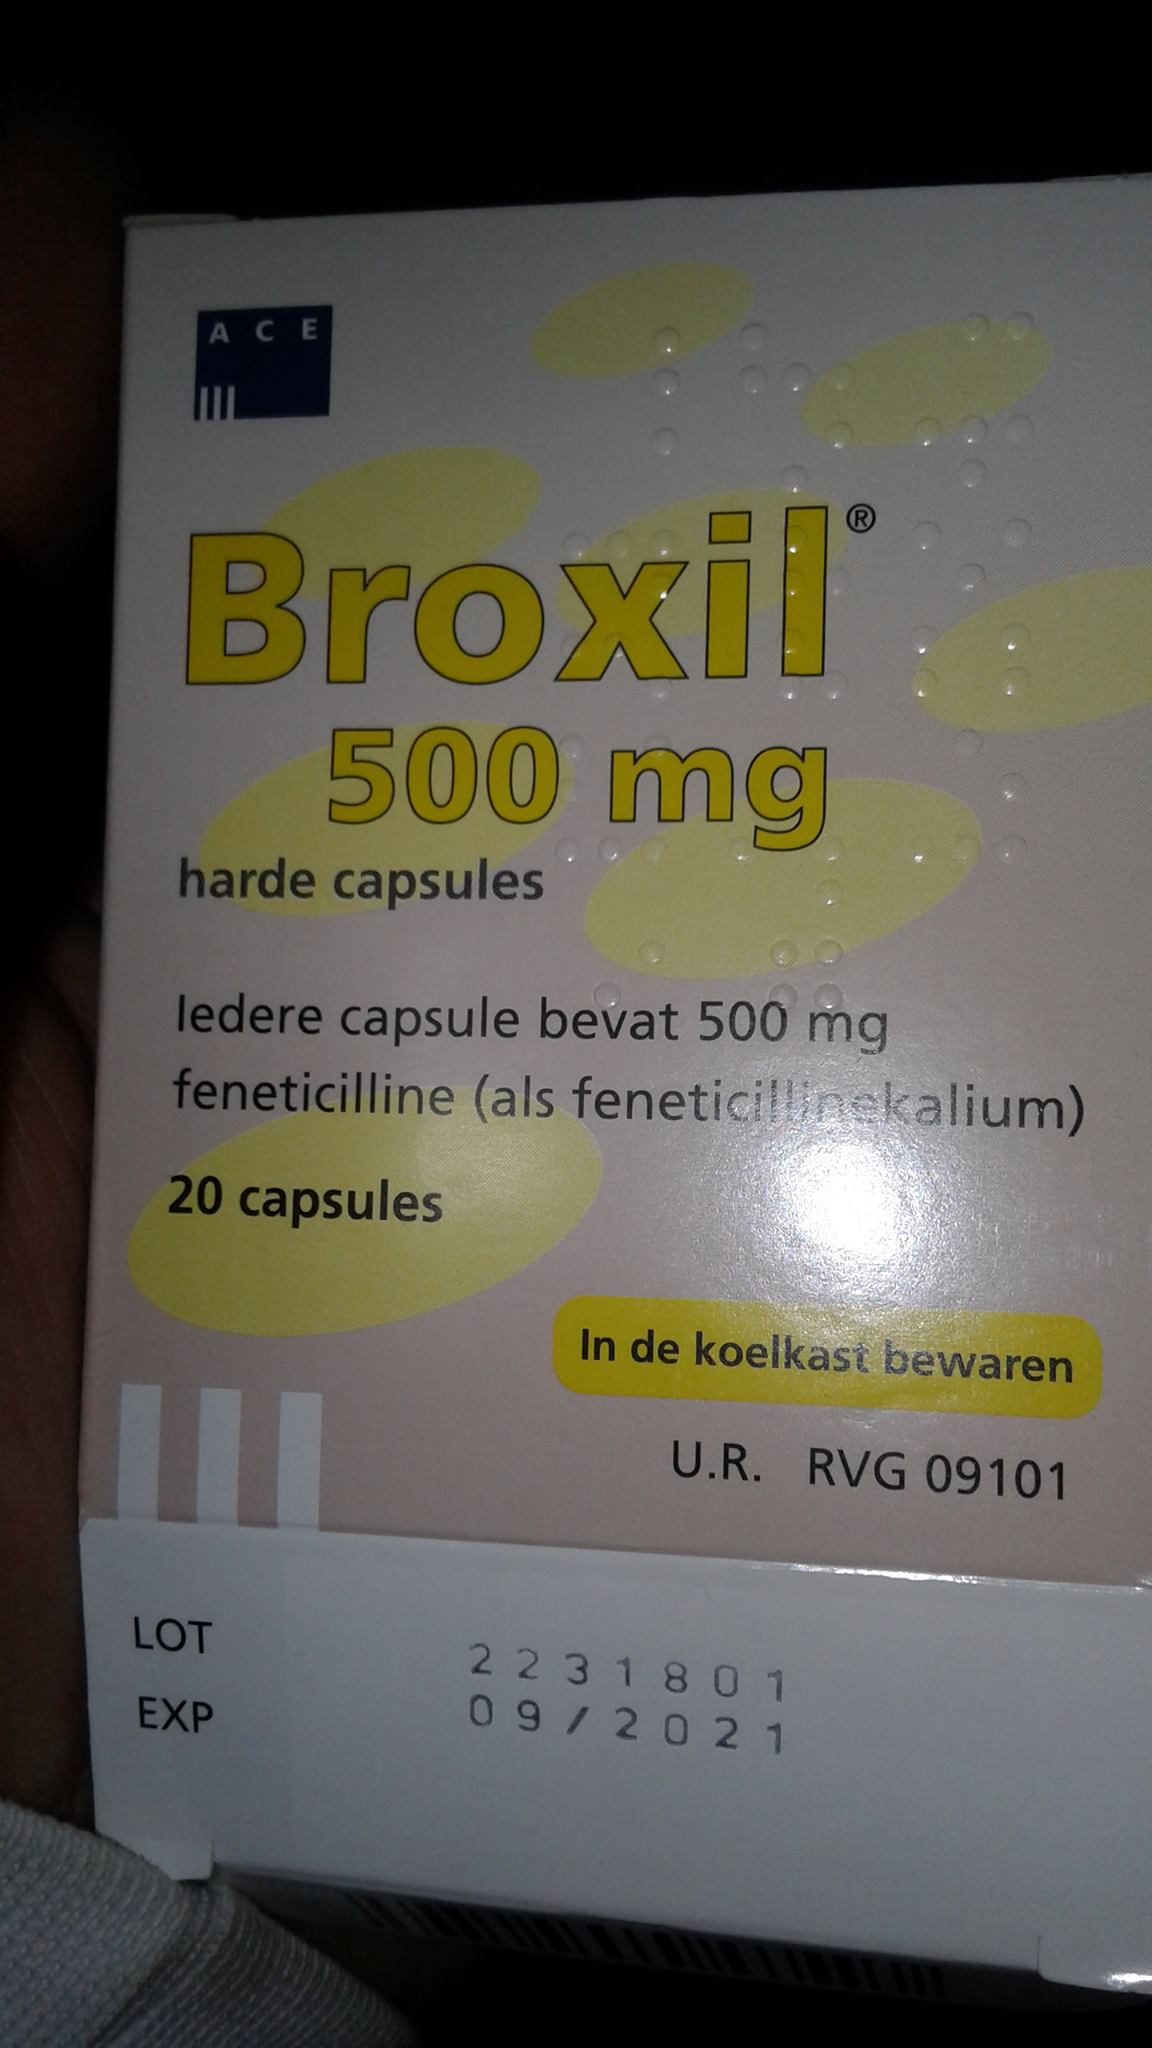 A C E
Broxil®
500 mg
harde capsules
Iedere capsule bevat 500 mg
feneticilline (als feneticillinekalium)
20 capsules
In de koelkast bewaren
U.R. RVG 09101
LOT 2231801
EXP 09/2021